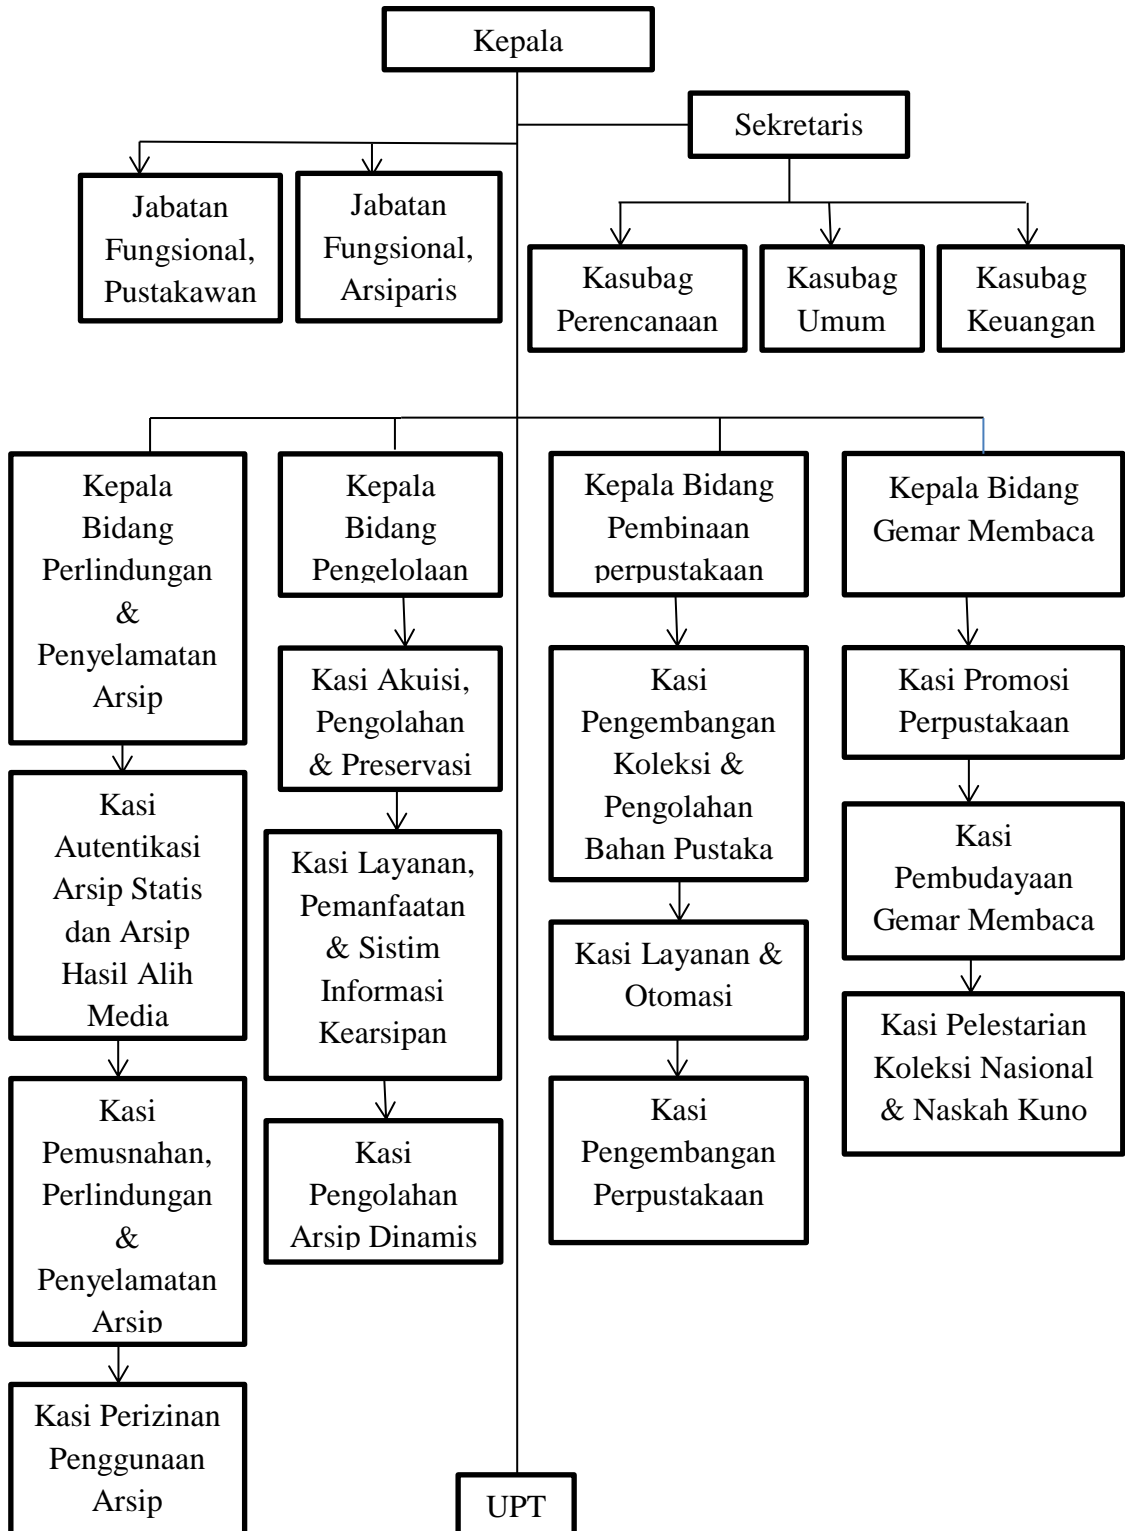 Kepala
Sekretaris
Jabatan
Fungsional,
Pustakawan
Jabatan
Fungsional,
Arsiparis
Kasubag
Perencanaan
Kasubag
Umum
Kasubag
Keuangan
Kepala
Bidang
Perlindungan
&
Penyelamatan
Arsip
Kepala
Bidang
Pengelolaan
Kepala Bidang
Pembinaan
perpustakaan
Kepala Bidang
Gemar Membaca
Kasi
Autentikasi
Arsip Statis
dan Arsip
Hasil Alih
Media
Kasi Akuisi,
Pengolahan
& Preservasi
Kasi
Pengembangan
Koleksi &
Pengolahan
Bahan Pustaka
Kasi Promosi
Perpustakaan
Kasi
Pemusnahan,
Perlindungan
&
Penyelamatan
Arsip
Kasi Layanan,
Pemanfaatan
& Sistim
Informasi
Kearsipan
Kasi Layanan &
Otomasi
Kasi
Pembudayaan
Gemar Membaca
Kasi Perizinan
Penggunaan
Arsip
Kasi
Pengolahan
Arsip Dinamis
Kasi
Pengembangan
Perpustakaan
Kasi Pelestarian
Koleksi Nasional
& Naskah Kuno
UPT